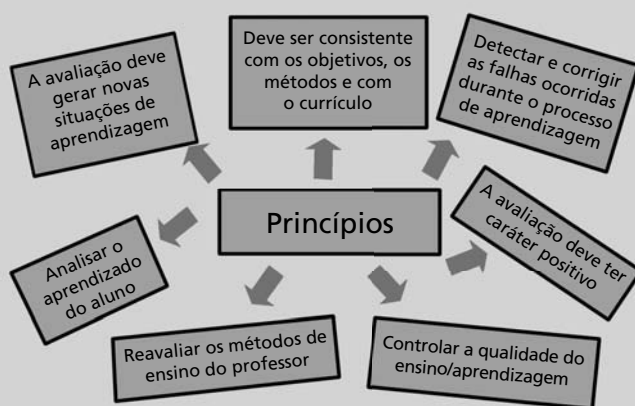 A avaliação deve
gerar novas
situações de
aprendizagem
Deve ser consistente
com os objetivos, os
métodos e com
o currículo
Detectar e corrigir
as falhas ocorridas
durante o processo
de aprendizagem
Princípios
A avaliação deve ter
caráter positivo
Analisar o
aprendizado
do aluno
Reavaliar os métodos de
ensino do professor
Controlar a qualidade do
ensino/aprendizagem